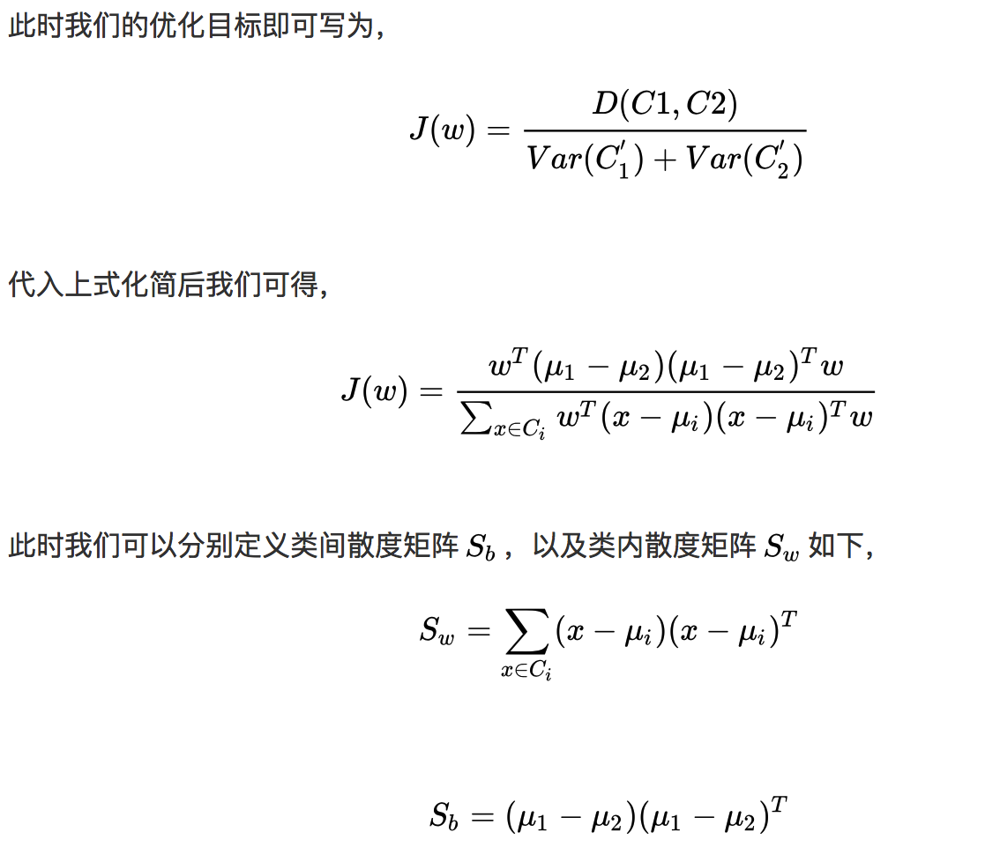 此时我们的优化目标即可写为，
J(w) = \frac{D(C1, C2)}{Var(C_1^{'}) + Var(C_2^{'})}
代入上式化简后我们可得，
J(w) = \frac{w^T(\mu_1 - \mu_2)(\mu_1 - \mu_2)^T w}{\sum_{x \in C_i} w^T(x - \mu_i)(x - \mu_i)^T w}
此时我们可以分别定义类间散度矩阵 S_b ，以及类内散度矩阵 S_w 如下，
S_w = \sum_{x \in C_i} (x - \mu_i)(x - \mu_i)^T
S_b = (\mu_1 - \mu_2)(\mu_1 - \mu_2)^T